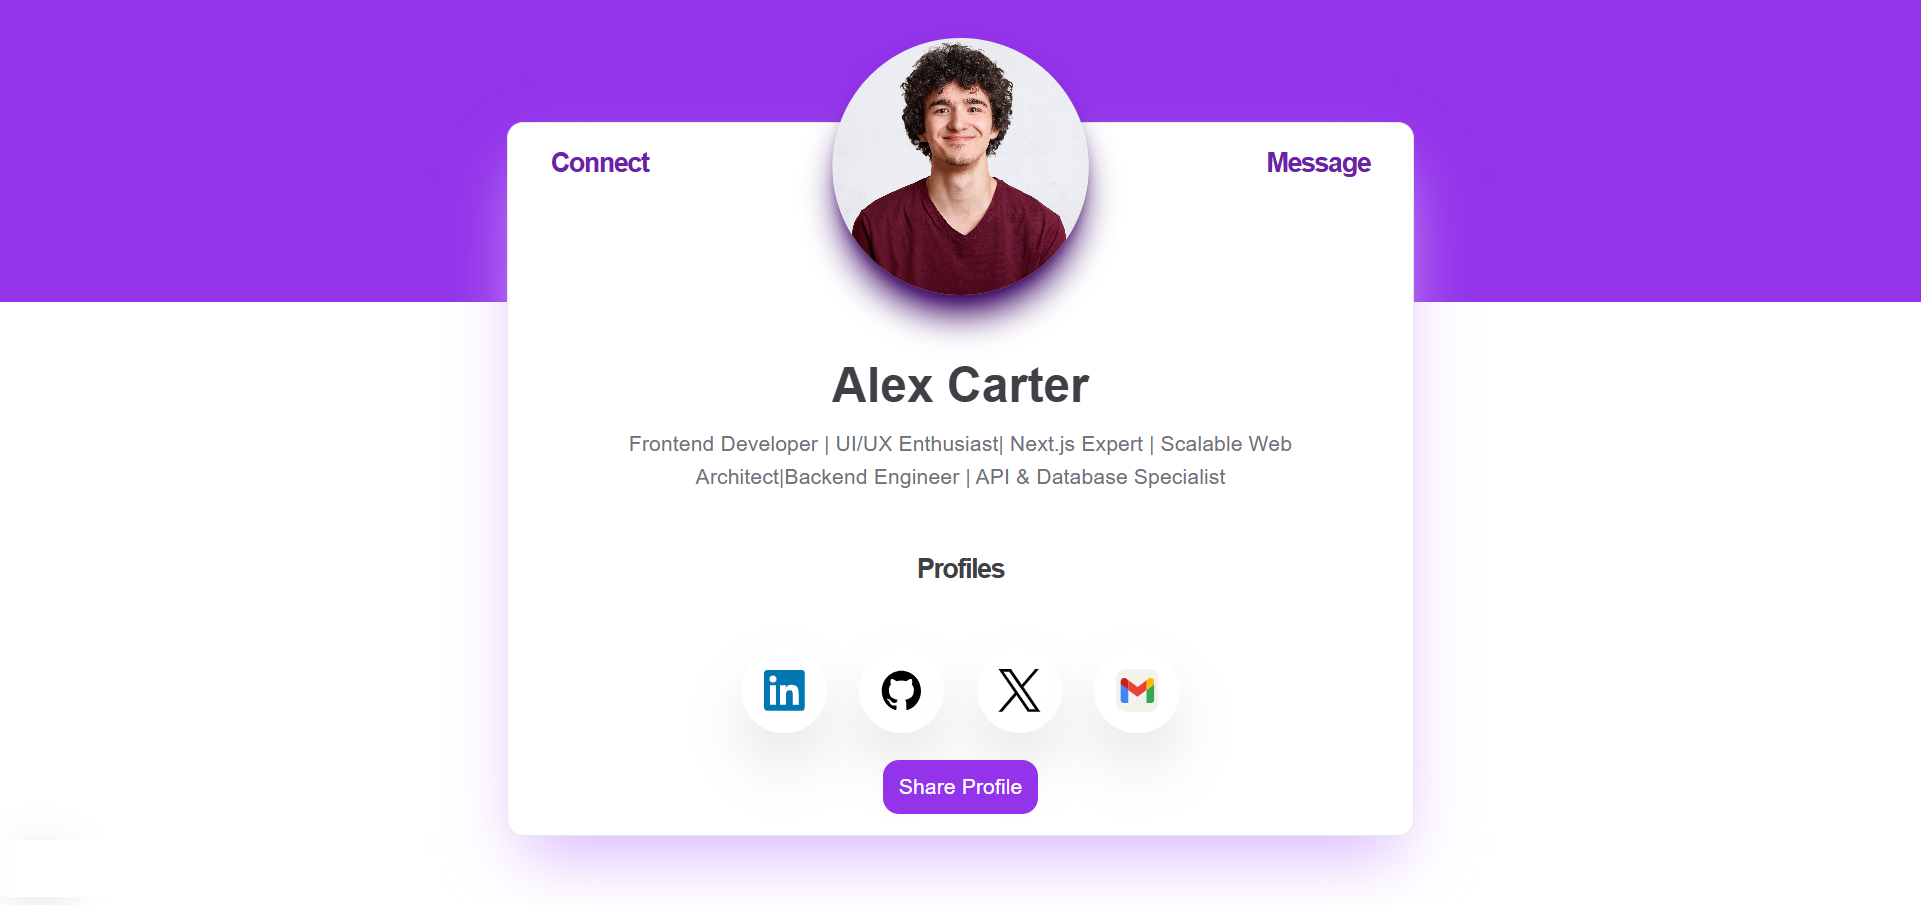 Connect
Message
Alex Carter
Frontend Developer | UI/UX Enthusiast| Next.js Expert | Scalable Web
Architect|Backend Engineer | API & Database Specialist
Profiles
in
Share Profile